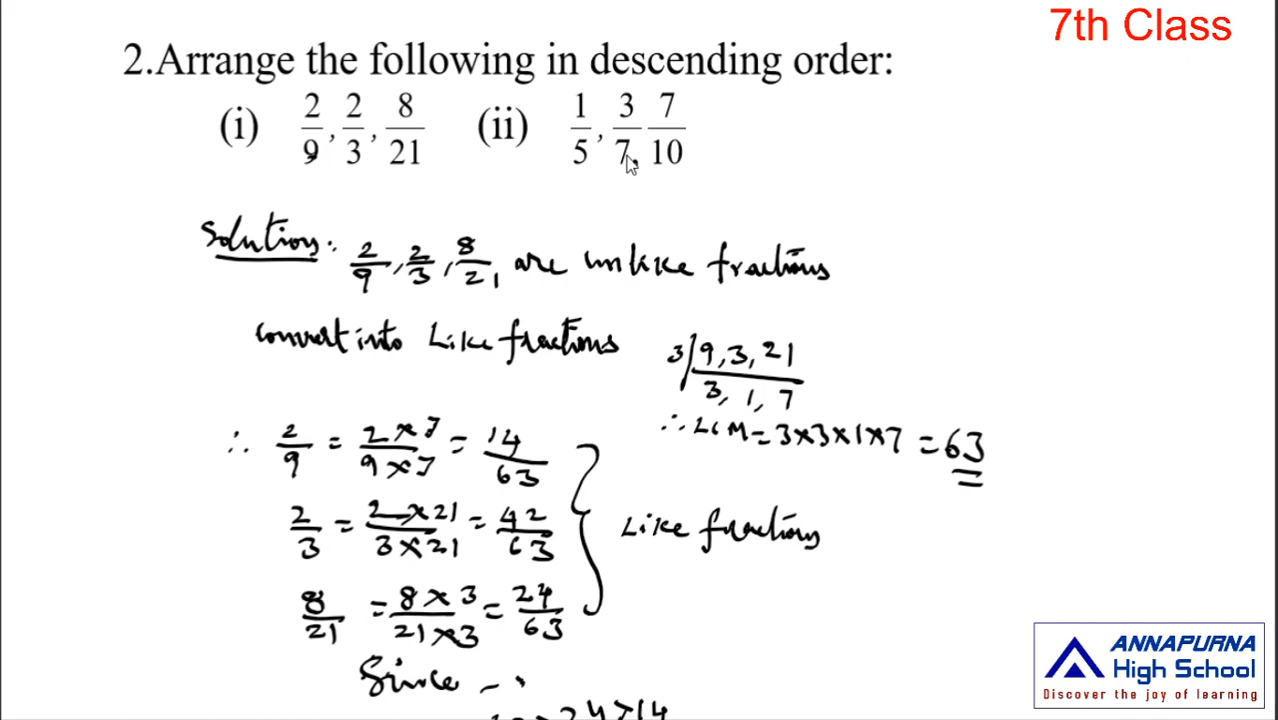 7th Class
2.Arrange the following in descending order:
(i) 2/9, 2/3, 8/21 (ii) 1/5, 3/7, 7/10
Solution: 2/9, 2/3, 8/21 are unlike fractions
convert into Like fractions
3)9, 3, 21
3, 1, 7
∴ LCM = 3×3×1×7 = 63
∴ 2/9 = 2×7/9×7 = 14/63
2/3 = 2×21/3×21 = 42/63
Like fractions
8/21 = 8×3/21×3 = 24/63
Since
24>14
ANNAPURNA
High School
Discover the joy of learning